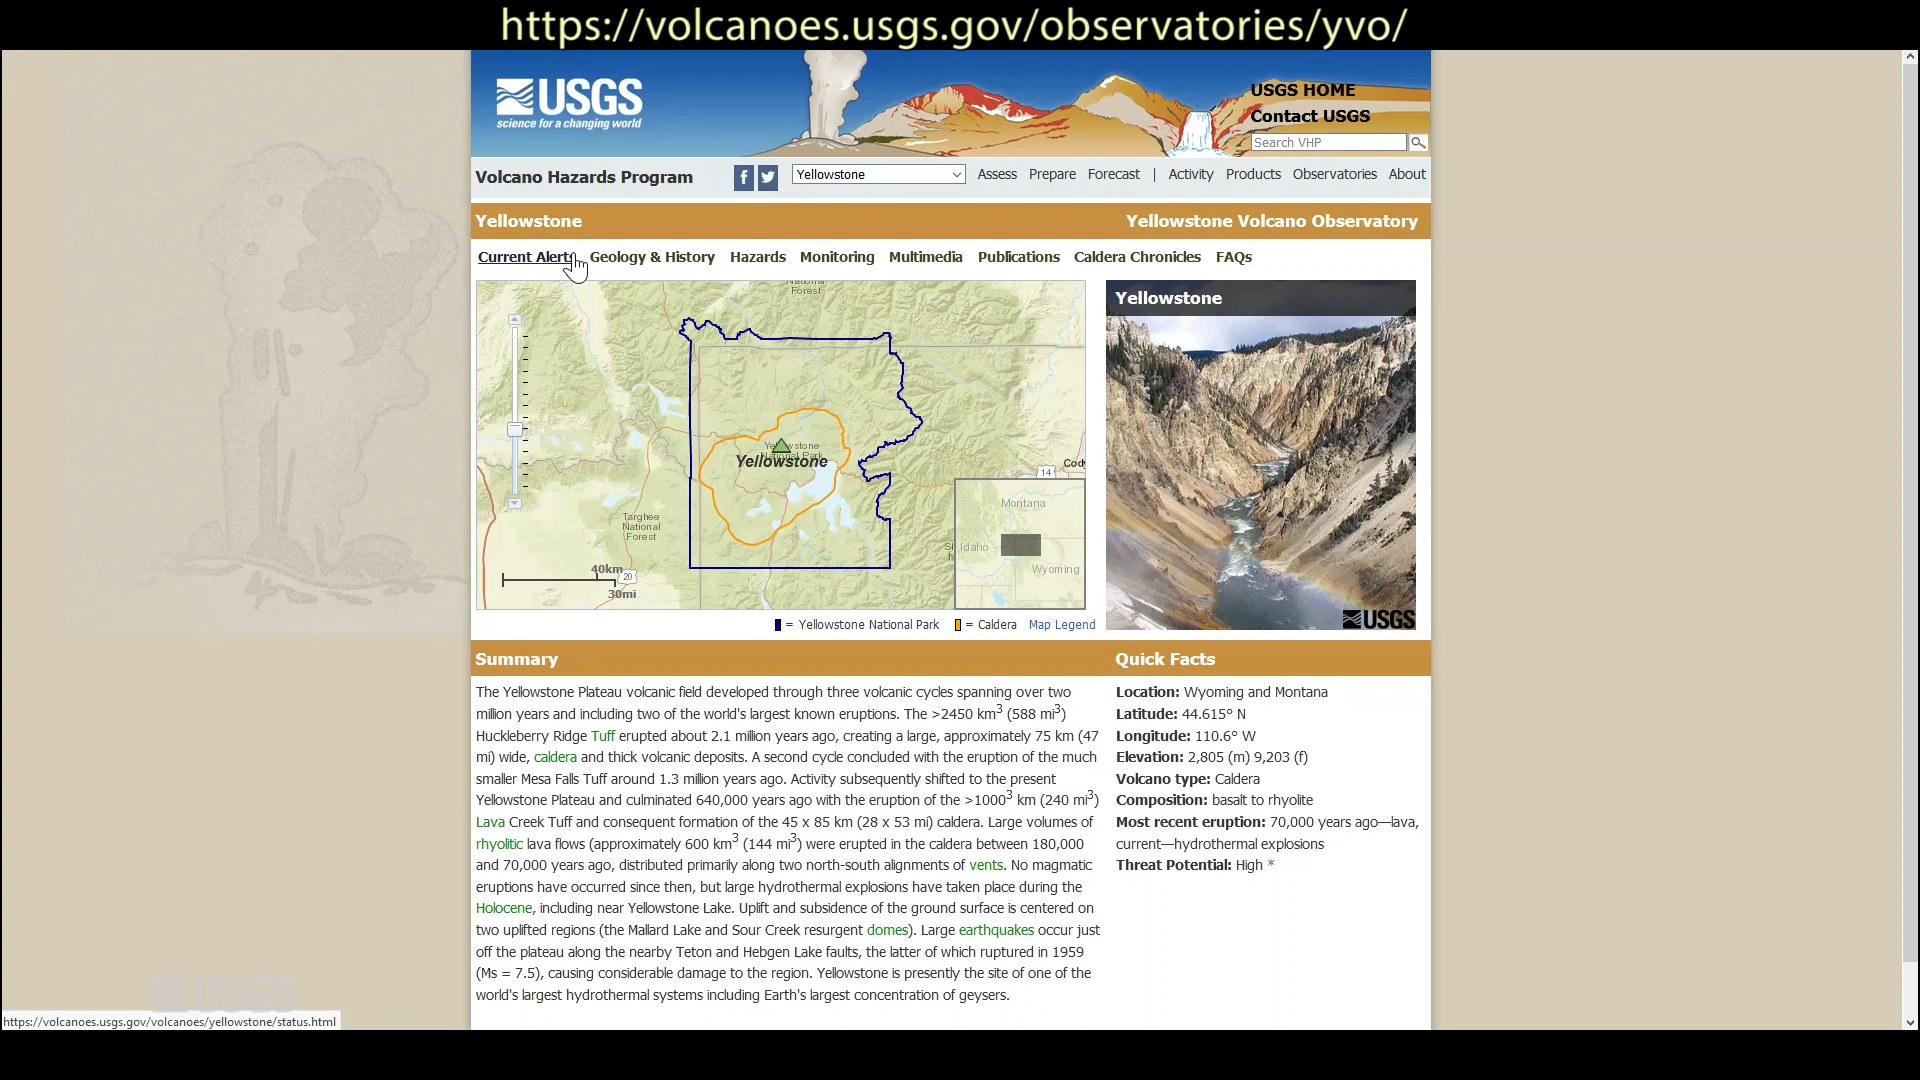 https://volcanoes.usgs.gov/observatories/yvo/
USGS
science for a changing world
USGS HOME
Contact USGS
Search VHP
Volcano Hazards Program
f
Yellowstone
Assess Prepare Forecast | Activity Products Observatories About
Yellowstone
Yellowstone Volcano Observatory
Current Alerts Geology & History Hazards Monitoring Multimedia Publications Caldera Chronicles FAQs
National
Forest
Yellowstone
National Park
Yellowstone
Targhee
National
Forest
14
Cody
Montana
Idaho
Wyoming
40km
20
30mi
= Yellowstone National Park = Caldera Map Legend
Yellowstone
USGS
Summary
The Yellowstone Plateau volcanic field developed through three volcanic cycles spanning over two
million years and including two of the world's largest known eruptions. The >2450 km3 (588 mi3)
Huckleberry Ridge Tuff erupted about 2.1 million years ago, creating a large, approximately 75 km (47
mi) wide, caldera and thick volcanic deposits. A second cycle concluded with the eruption of the much
smaller Mesa Falls Tuff around 1.3 million years ago. Activity subsequently shifted to the present
Yellowstone Plateau and culminated 640,000 years ago with the eruption of the >10003 km (240 mi3)
Lava Creek Tuff and consequent formation of the 45 x 85 km (28 x 53 mi) caldera. Large volumes of
rhyolitic lava flows (approximately 600 km3 (144 mi3) were erupted in the caldera between 180,000
and 70,000 years ago, distributed primarily along two north-south alignments of vents. No magmatic
eruptions have occurred since then, but large hydrothermal explosions have taken place during the
Holocene, including near Yellowstone Lake. Uplift and subsidence of the ground surface is centered on
two uplifted regions (the Mallard Lake and Sour Creek resurgent domes). Large earthquakes occur just
off the plateau along the nearby Teton and Hebgen Lake faults, the latter of which ruptured in 1959
(Ms = 7.5), causing considerable damage to the region. Yellowstone is presently the site of one of the
world's largest hydrothermal systems including Earth's largest concentration of geysers.
Quick Facts
Location: Wyoming and Montana
Latitude: 44.615° N
Longitude: 110.6° W
Elevation: 2,805 (m) 9,203 (f)
Volcano type: Caldera
Composition: basalt to rhyolite
Most recent eruption: 70,000 years ago—lava,
current—hydrothermal explosions
Threat Potential: High *
USGS
https://volcanoes.usgs.gov/volcanoes/yellowstone/status.html